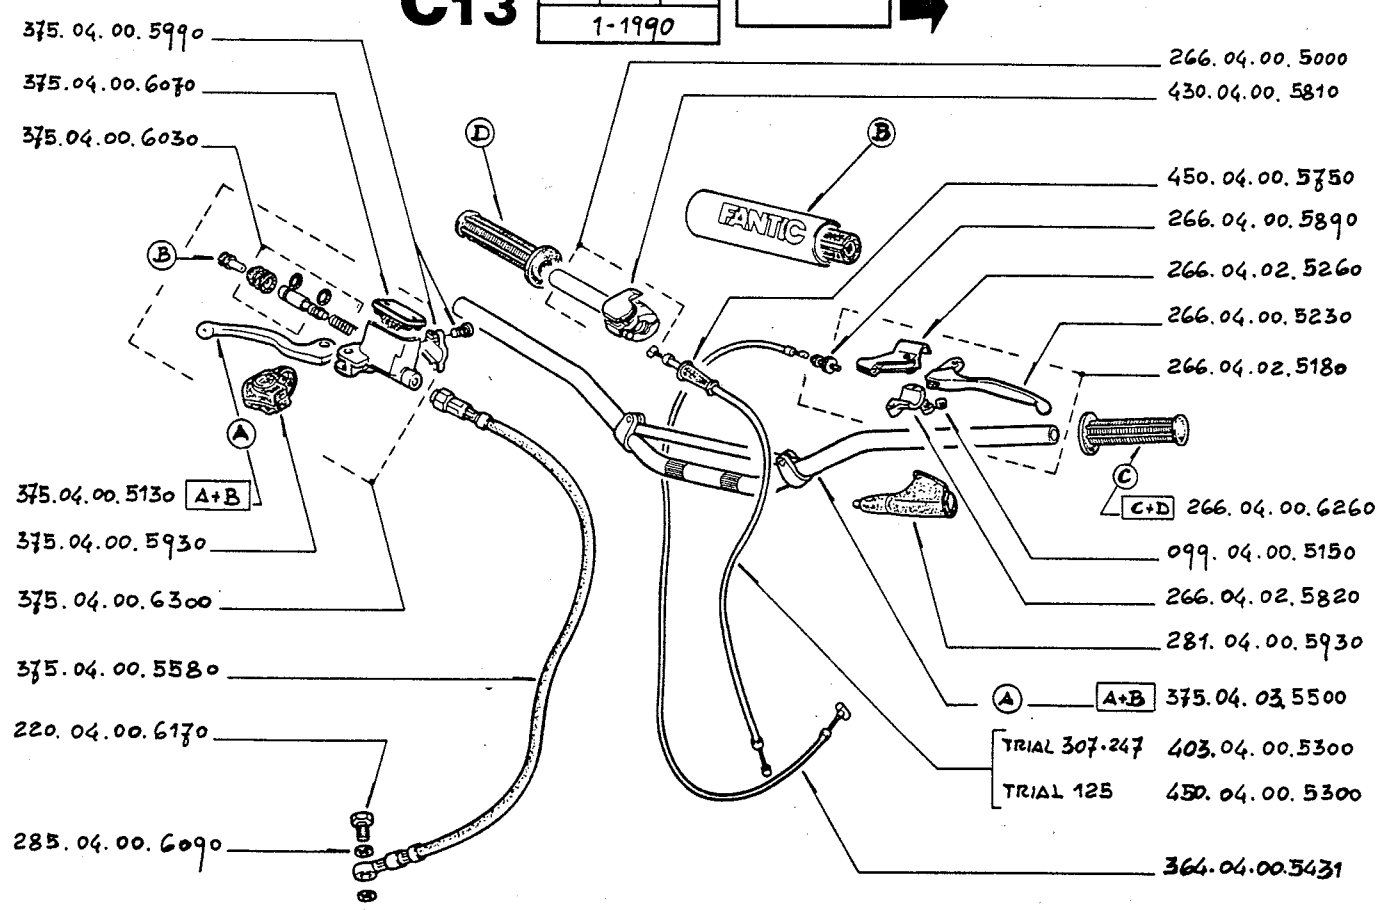 C13
1-1990
375.04.00.5990
375.04.00.6070
375.04.00.6030
B
A
375.04.00.5130 A+B
375.04.00.5930
375.04.00.6300
375.04.00.5580
220.04.00.6170
285.04.00.6090
D
B
FANTIC
266.04.00.5000
430.04.00.5810
450.04.00.5750
266.04.00.5890
266.04.02.5260
266.04.00.5230
266.04.02.5180
C
C+D 266.04.00.6260
099.04.00.5150
266.04.02.5820
281.04.00.5930
A A+B 375.04.03.5500
TRIAL 307.247 403.04.00.5300
TRIAL 125 450.04.00.5300
364.04.00.5431